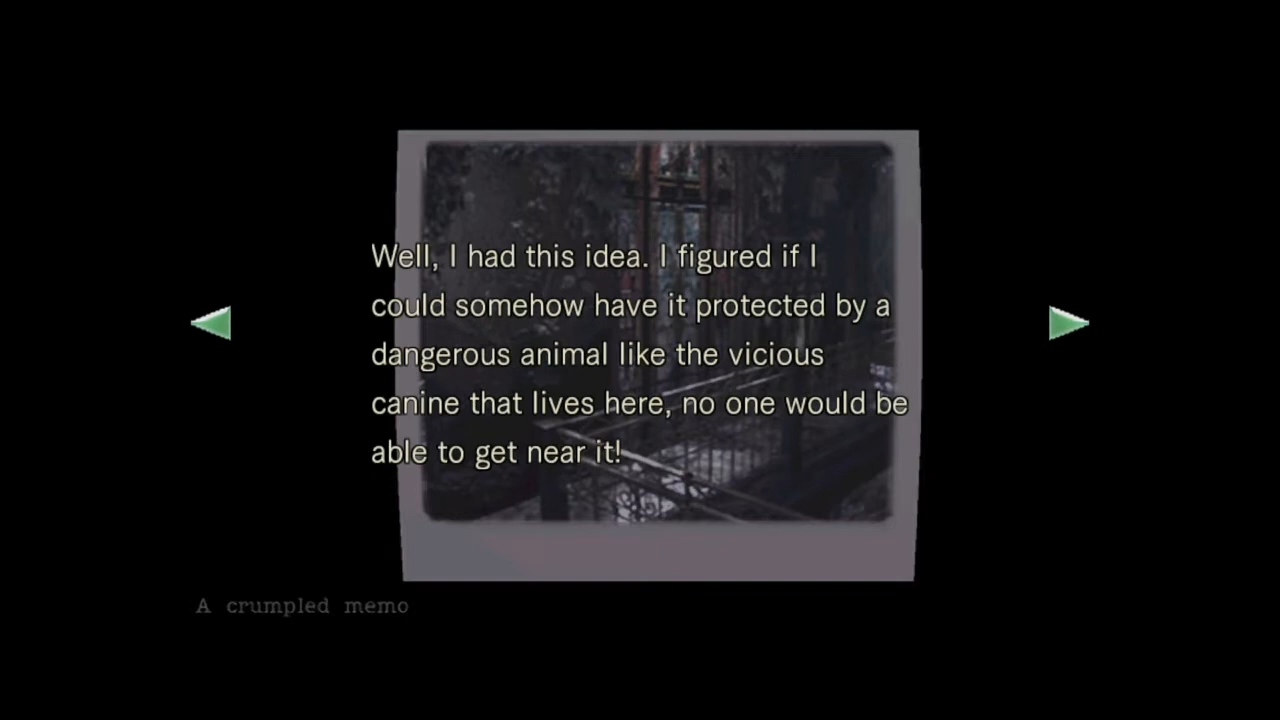 Well, I had this idea. I figured if I
could somehow have it protected by a
dangerous animal like the vicious
canine that lives here, no one would be
able to get near it!
A crumpled memo